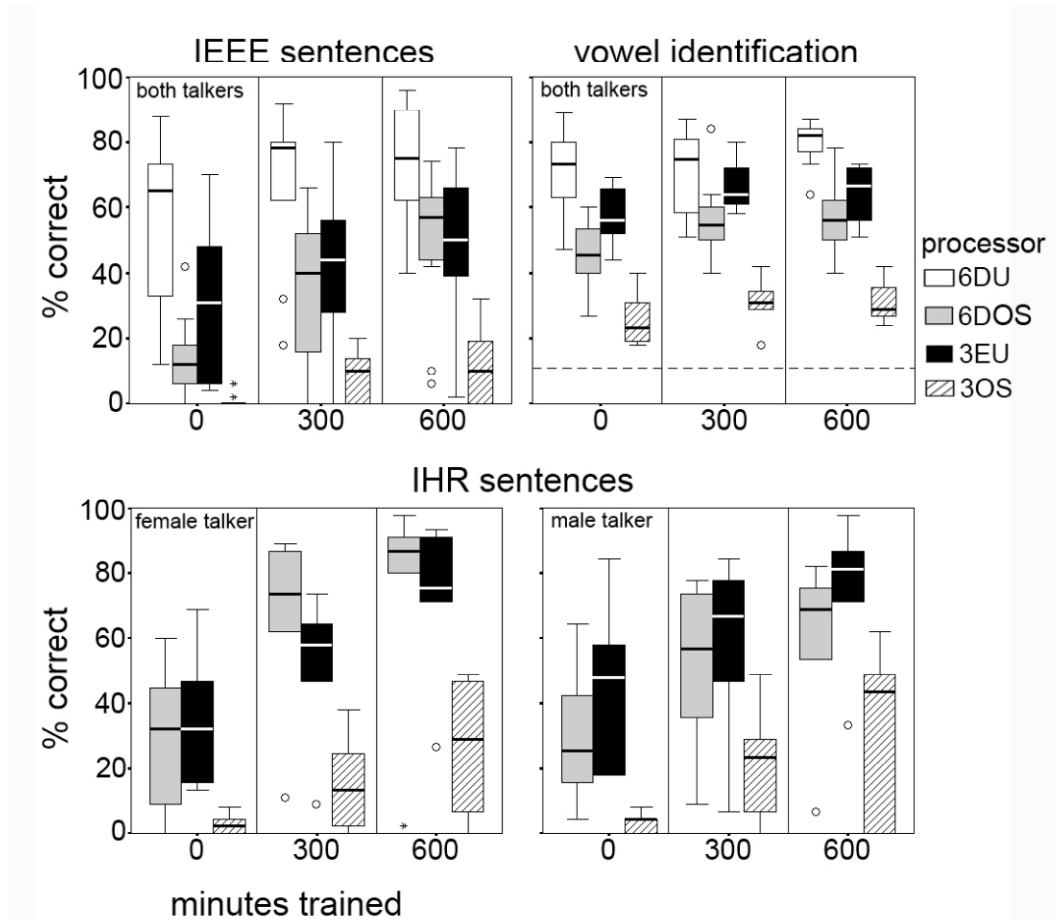 IEEE sentences
vowel identification
% correct
100
80
60
40
20
0
both talkers
0 300 600
both talkers
0 300 600
processor
6DU
6DOS
3EU
3OS
IHR sentences
% correct
100
80
60
40
20
0
female talker
0 300 600
male talker
0 300 600
minutes trained